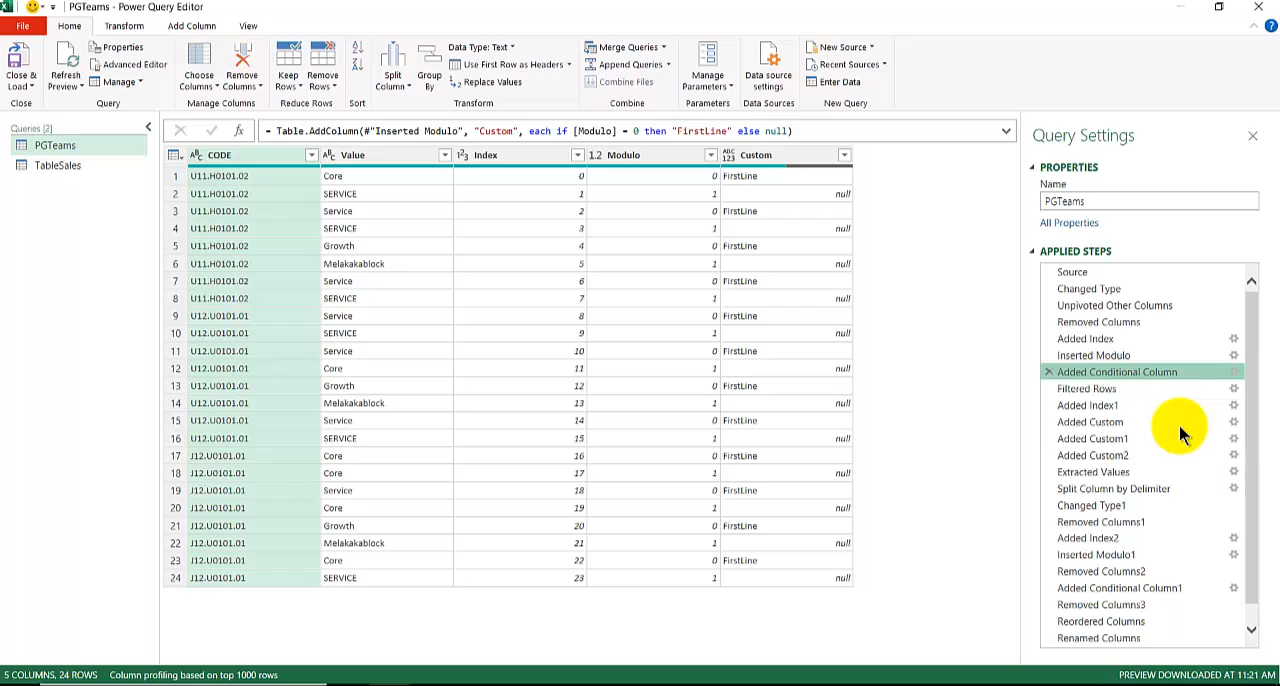 PGTeams - Power Query Editor
File Home Transform Add Column View
Close & Load
Close
Refresh Preview
Properties
Advanced Editor
Manage
Query
Choose Columns
Remove Columns
Manage Columns
Keep Rows
Remove Rows
Reduce Rows
Sort
Split Column
Group By
Data Type: Text
Use First Row as Headers
Replace Values
Transform
Merge Queries
Append Queries
Combine Files
Combine
Manage Parameters
Parameters
Data source settings
Data Sources
New Source
Recent Sources
Enter Data
New Query
Queries [2]
PGTeams
TableSales
fx = Table.AddColumn(#"Inserted Modulo", "Custom", each if [Modulo] = 0 then "FirstLine" else null)
ABC CODE ABC Value 123 Index 1.2 Modulo ABC 123 Custom
1 U11.H0101.02 Core 0 0 FirstLine
2 U11.H0101.02 SERVICE 1 1 null
3 U11.H0101.02 Service 2 0 FirstLine
4 U11.H0101.02 SERVICE 3 1 null
5 U11.H0101.02 Growth 4 0 FirstLine
6 U11.H0101.02 Melakakablock 5 1 null
7 U11.H0101.02 Service 6 0 FirstLine
8 U11.H0101.02 SERVICE 7 1 null
9 U12.U0101.01 Service 8 0 FirstLine
10 U12.U0101.01 SERVICE 9 1 null
11 U12.U0101.01 Service 10 0 FirstLine
12 U12.U0101.01 Core 11 1 null
13 U12.U0101.01 Growth 12 0 FirstLine
14 U12.U0101.01 Melakakablock 13 1 null
15 U12.U0101.01 Service 14 0 FirstLine
16 U12.U0101.01 SERVICE 15 1 null
17 J12.U0101.01 Core 16 0 FirstLine
18 J12.U0101.01 Core 17 1 null
19 J12.U0101.01 Service 18 0 FirstLine
20 J12.U0101.01 Core 19 1 null
21 J12.U0101.01 Growth 20 0 FirstLine
22 J12.U0101.01 Melakakablock 21 1 null
23 J12.U0101.01 Core 22 0 FirstLine
24 J12.U0101.01 SERVICE 23 1 null
Query Settings
PROPERTIES
Name
PGTeams
All Properties
APPLIED STEPS
Source
Changed Type
Unpivoted Other Columns
Removed Columns
Added Index
Inserted Modulo
Added Conditional Column
Filtered Rows
Added Index1
Added Custom
Added Custom1
Added Custom2
Extracted Values
Split Column by Delimiter
Changed Type1
Removed Columns1
Added Index2
Inserted Modulo1
Removed Columns2
Added Conditional Column1
Removed Columns3
Reordered Columns
Renamed Columns
5 COLUMNS, 24 ROWS Column profiling based on top 1000 rows
PREVIEW DOWNLOADED AT 11:21 AM